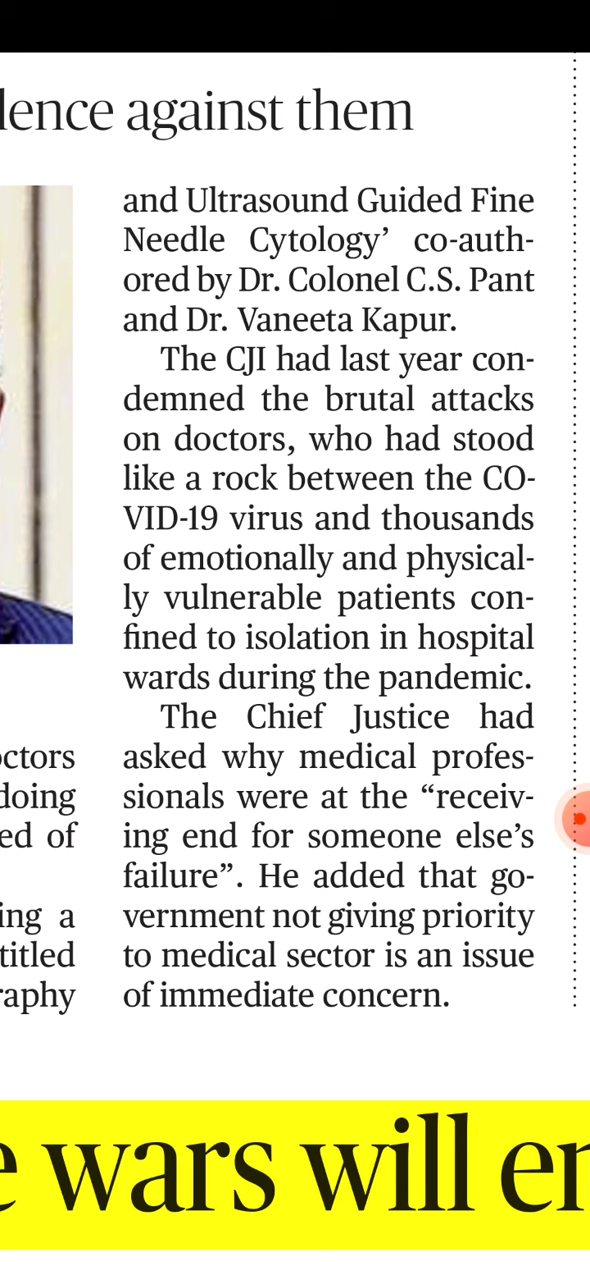 lence against them
octors
doing
ed of
ing a
titled
raphy
and Ultrasound Guided Fine
Needle Cytology’ co-auth-
ored by Dr. Colonel C.S. Pant
and Dr. Vaneeta Kapur.
The CJI had last year con-
demned the brutal attacks
on doctors, who had stood
like a rock between the CO-
VID-19 virus and thousands
of emotionally and physical-
ly vulnerable patients con-
fined to isolation in hospital
wards during the pandemic.
The Chief Justice had
asked why medical profes-
sionals were at the “receiv-
ing end for someone else’s
failure”. He added that go-
vernment not giving priority
to medical sector is an issue
of immediate concern.
e wars will en